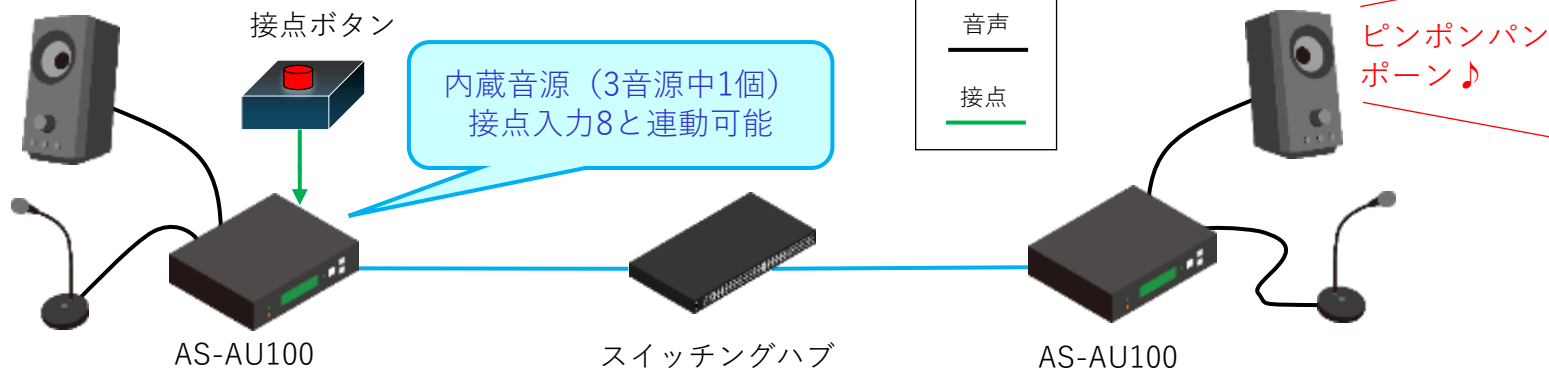 接点ボタン
内蔵音源（3音源中1個）
接点入力8と連動可能
音声
接点
ピンポンパン
ポーン♪
AS-AU100
スイッチングハブ
AS-AU100